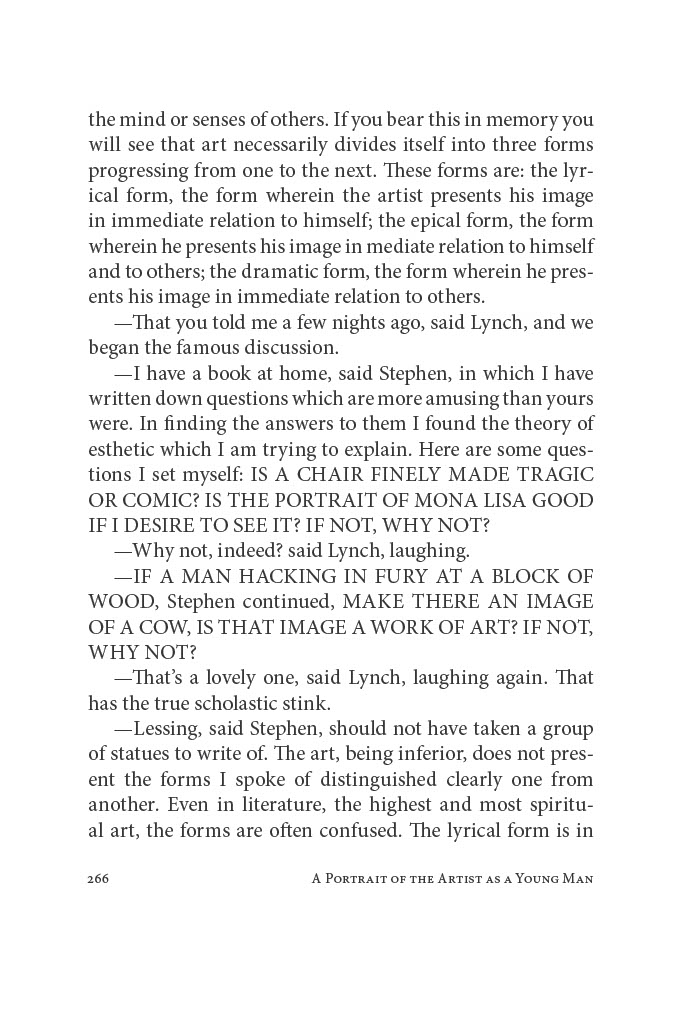 the mind or senses of others. If you bear this in memory you
will see that art necessarily divides itself into three forms
progressing from one to the next. These forms are: the lyr-
ical form, the form wherein the artist presents his image
in immediate relation to himself; the epical form, the form
wherein he presents his image in mediate relation to himself
and to others; the dramatic form, the form wherein he pres-
ents his image in immediate relation to others.
—That you told me a few nights ago, said Lynch, and we
began the famous discussion.
—I have a book at home, said Stephen, in which I have
written down questions which are more amusing than yours
were. In finding the answers to them I found the theory of
esthetic which I am trying to explain. Here are some ques-
tions I set myself: IS A CHAIR FINELY MADE TRAGIC
OR COMIC? IS THE PORTRAIT OF MONA LISA GOOD
IF I DESIRE TO SEE IT? IF NOT, WHY NOT?
—Why not, indeed? said Lynch, laughing.
—IF A MAN HACKING IN FURY AT A BLOCK OF
WOOD, Stephen continued, MAKE THERE AN IMAGE
OF A COW, IS THAT IMAGE A WORK OF ART? IF NOT,
WHY NOT?
—That's a lovely one, said Lynch, laughing again. That
has the true scholastic stink.
—Lessing, said Stephen, should not have taken a group
of statues to write of. The art, being inferior, does not pres-
ent the forms I spoke of distinguished clearly one from
another. Even in literature, the highest and most spiritu-
al art, the forms are often confused. The lyrical form is in
266 A Portrait of the Artist as a Young Man